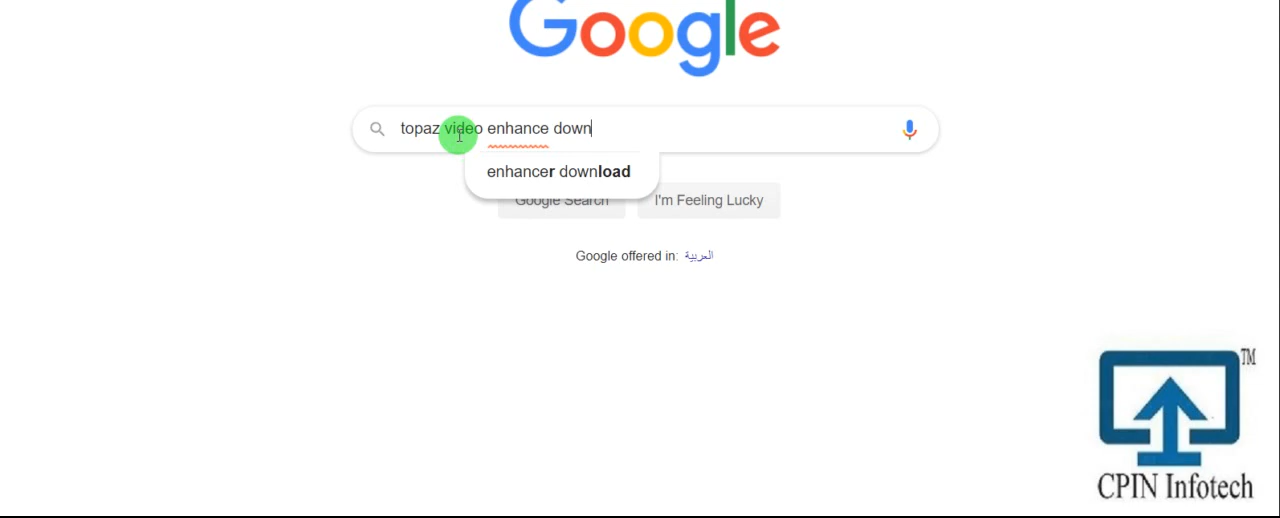 Google
topaz video enhance down
enhancer download
Google Search
I'm Feeling Lucky
Google offered in: العربية
TM
CPIN Infotech